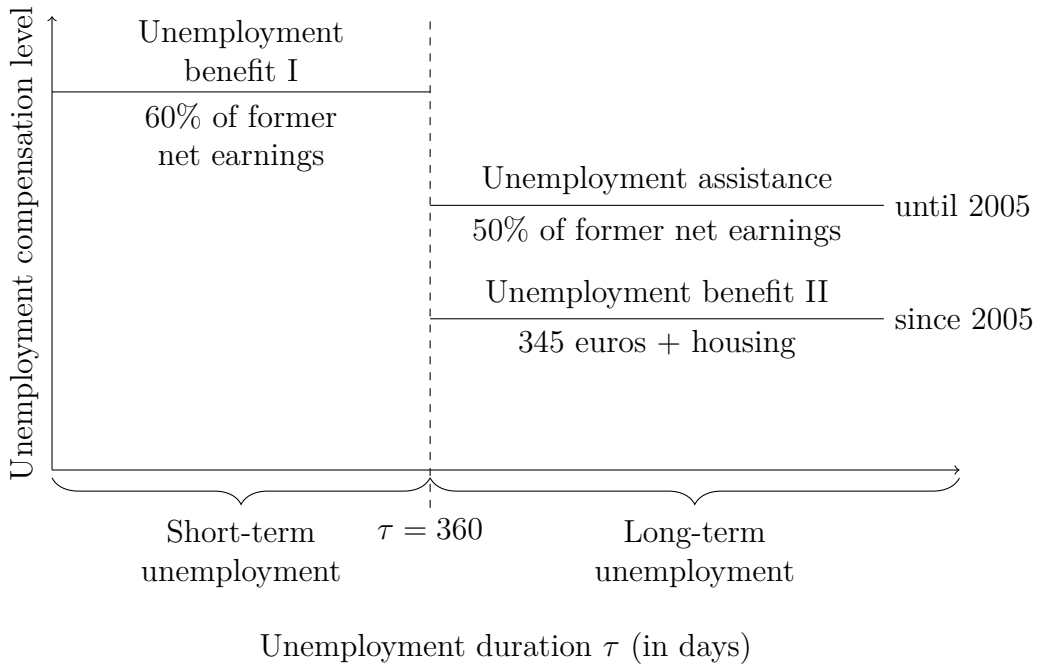 Unemployment compensation level
Unemployment
benefit I
60% of former
net earnings
Unemployment assistance
50% of former net earnings
until 2005
Unemployment benefit II
345 euros + housing
since 2005
Short-term
unemployment
τ = 360
Long-term
unemployment
Unemployment duration τ (in days)